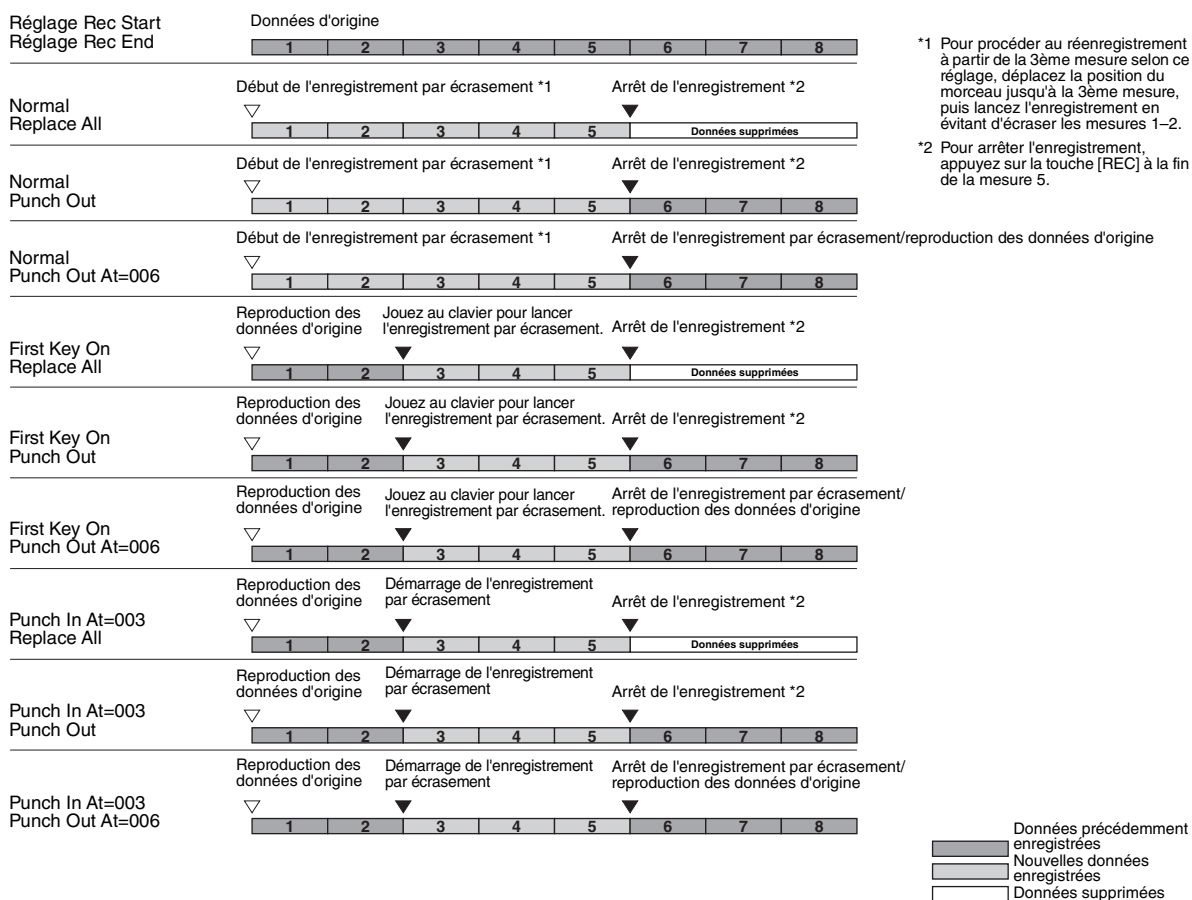 Réglage Rec Start
Réglage Rec End
Données d'origine
1 2 3 4 5 6 7 8
*1 Pour procéder au réenregistrement
à partir de la 3ème mesure selon ce
réglage, déplacez la position du
morceau jusqu'à la 3ème mesure,
puis lancez l'enregistrement en
évitant d'écraser les mesures 1–2.
*2 Pour arrêter l'enregistrement,
appuyez sur la touche [REC] à la fin
de la mesure 5.
Normal
Replace All
Début de l'enregistrement par écrasement *1
Arrêt de l'enregistrement *2
1 2 3 4 5 Données supprimées
Normal
Punch Out
Début de l'enregistrement par écrasement *1
Arrêt de l'enregistrement *2
1 2 3 4 5 6 7 8
Normal
Punch Out At=006
Début de l'enregistrement par écrasement *1
Arrêt de l'enregistrement par écrasement/reproduction des données d'origine
1 2 3 4 5 6 7 8
First Key On
Replace All
Reproduction des
données d'origine
Jouez au clavier pour lancer
l'enregistrement par écrasement.
Arrêt de l'enregistrement *2
1 2 3 4 5 Données supprimées
First Key On
Punch Out
Reproduction des
données d'origine
Jouez au clavier pour lancer
l'enregistrement par écrasement.
Arrêt de l'enregistrement *2
1 2 3 4 5 6 7 8
First Key On
Punch Out At=006
Reproduction des
données d'origine
Jouez au clavier pour lancer
l'enregistrement par écrasement.
Arrêt de l'enregistrement par écrasement/
reproduction des données d'origine
1 2 3 4 5 6 7 8
Punch In At=003
Replace All
Reproduction des
données d'origine
Démarrage de l'enregistrement
par écrasement
Arrêt de l'enregistrement *2
1 2 3 4 5 Données supprimées
Punch In At=003
Punch Out
Reproduction des
données d'origine
Démarrage de l'enregistrement
par écrasement
Arrêt de l'enregistrement *2
1 2 3 4 5 6 7 8
Punch In At=003
Punch Out At=006
Reproduction des
données d'origine
Démarrage de l'enregistrement
par écrasement
Arrêt de l'enregistrement par écrasement/
reproduction des données d'origine
1 2 3 4 5 6 7 8
Données précédemment
enregistrées
Nouvelles données
enregistrées
Données supprimées